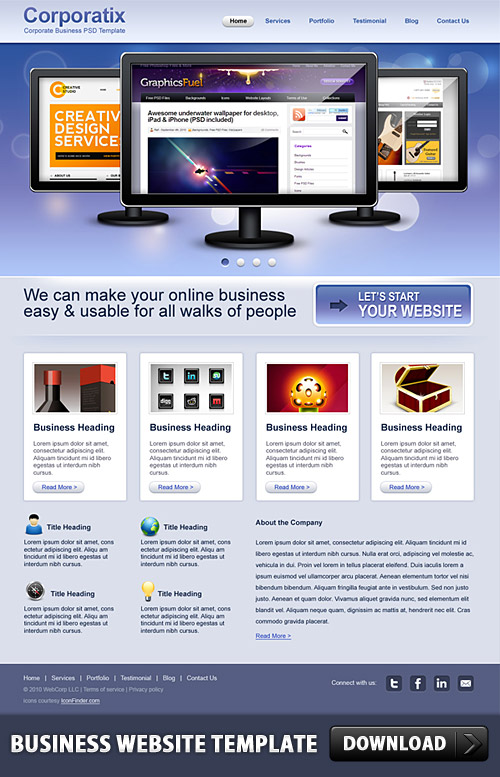 Corporatix
Corporate Business PSD Template
Home Services Portfolio Testimonial Blog Contact Us
CREATIVE STUDIO
CREATIVE
DESIGN
SERVICES
ABOUT US
GraphicsFuel
Free PSD Files Backgrounds Icons Website Layouts Terms of Use Collections
Awesome underwater wallpaper for desktop,
iPad & iPhone (PSD included)
Search
Categories
Backgrounds
Brushes
Design Articles
Fonts
Free PSD Files
Icons
We can make your online business
easy & usable for all walks of people
LET'S START
YOUR WEBSITE
Business Heading
Lorem ipsum dolor sit amet,
consectetur adipiscing elit.
Aliquam tincidunt mi id libero
egestas ut interdum nibh
cursus.
Read More >
Business Heading
Lorem ipsum dolor sit amet,
consectetur adipiscing elit.
Aliquam tincidunt mi id libero
egestas ut interdum nibh
cursus.
Read More >
Business Heading
Lorem ipsum dolor sit amet,
consectetur adipiscing elit.
Aliquam tincidunt mi id libero
egestas ut interdum nibh
cursus.
Read More >
Business Heading
Lorem ipsum dolor sit amet,
consectetur adipiscing elit.
Aliquam tincidunt mi id libero
egestas ut interdum nibh
cursus.
Read More >
Title Heading
Lorem ipsum dolor sit amet, cons
ectetur adipiscing elit. Aliqu am
tincidunt mi id libero egestas ut
interdum nibh cursus.
Title Heading
Lorem ipsum dolor sit amet, cons
ectetur adipiscing elit. Aliqu am
tincidunt mi id libero egestas ut
interdum nibh cursus.
Title Heading
Lorem ipsum dolor sit amet, cons
ectetur adipiscing elit. Aliqu am
tincidunt mi id libero egestas ut
interdum nibh cursus.
Title Heading
Lorem ipsum dolor sit amet, cons
ectetur adipiscing elit. Aliqu am
tincidunt mi id libero egestas ut
interdum nibh cursus.
About the Company
Lorem ipsum dolor sit amet, consectetur adipiscing elit. Aliquam tincidunt mi id
libero egestas ut interdum nibh cursus. Nulla erat orci, adipiscing vel molestie ac,
vehicula in dui. Proin vel lorem in tellus placerat eleifend. Duis luctus lorem a
ipsum euismod vel ullamcorper arcu placerat. Aenean elementum tortor vel nisi
bibendum bibendum. Aliquam fringilla feugiat ante in vestibulum. Sed non justo
justo. Aenean et quam dolor. Vivamus aliquet gravida nunc, sed elementum elit
blandit vel. Aliquam neque quam, dignissim ac mattis at, hendrerit nec elit. Cras
commodo gravida placerat.
Read More >
Home | Services | Portfolio | Testimonial | Blog | Contact Us
© 2010 WebCorp LLC | Terms of service | Privacy policy
Icons courtesy IconFinder.com
Connect with us:
BUSINESS WEBSITE TEMPLATE
DOWNLOAD